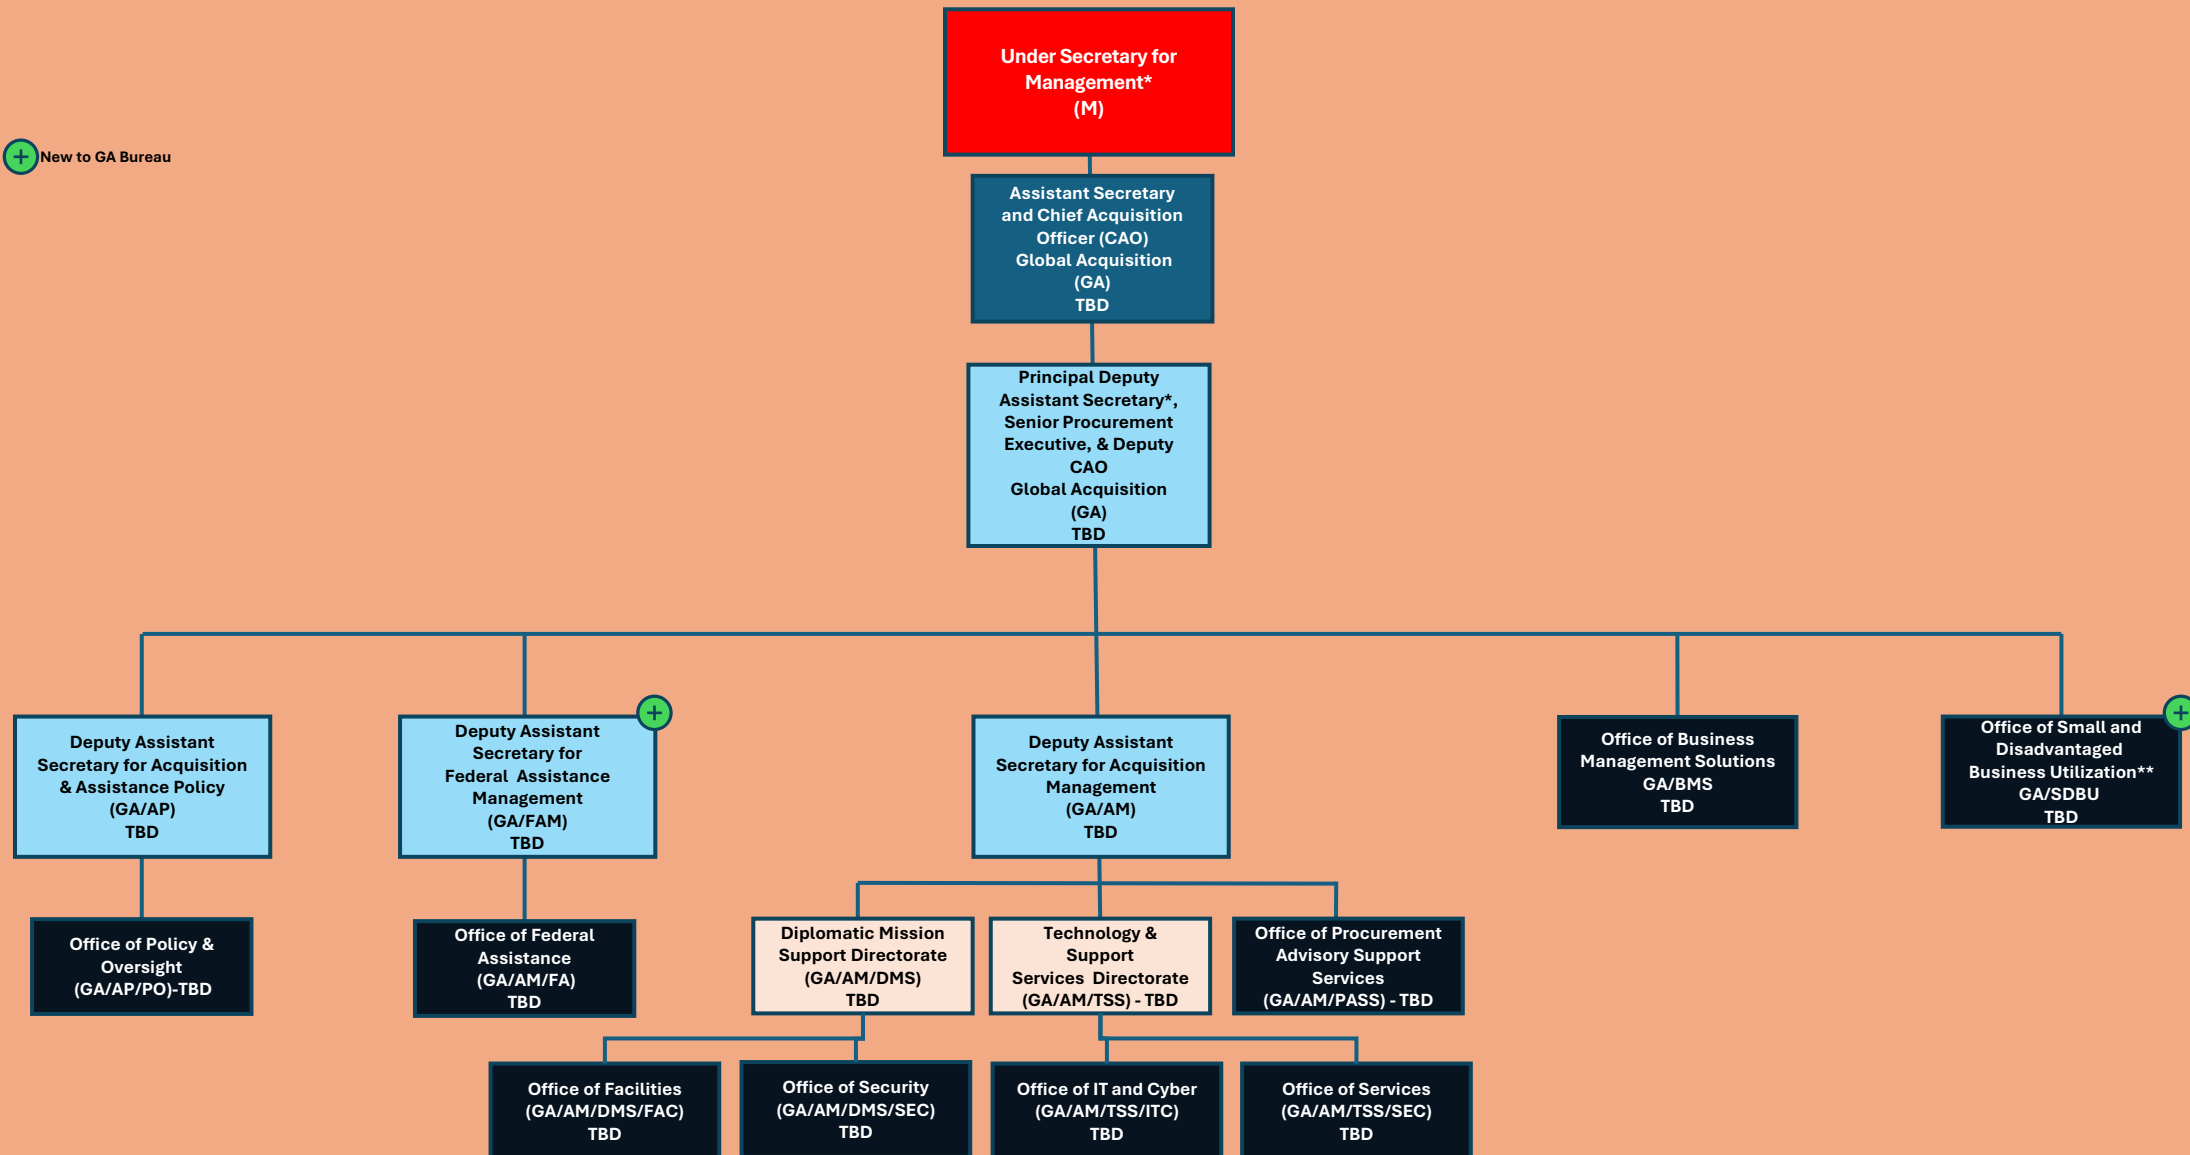 Under Secretary for
Management*
(M)
New to GA Bureau
Assistant Secretary
and Chief Acquisition
Officer (CAO)
Global Acquisition
(GA)
TBD
Principal Deputy
Assistant Secretary*,
Senior Procurement
Executive, & Deputy
CAO
Global Acquisition
(GA)
TBD
Deputy Assistant
Secretary for Acquisition
& Assistance Policy
(GA/AP)
TBD
Deputy Assistant
Secretary for
Federal Assistance
Management
(GA/FAM)
TBD
Deputy Assistant
Secretary for Acquisition
Management
(GA/AM)
TBD
Office of Business
Management Solutions
GA/BMS
TBD
Office of Small and
Disadvantaged
Business Utilization**
GA/SDBU
TBD
Office of Policy &
Oversight
(GA/AP/PO)-TBD
Office of Federal
Assistance
(GA/AM/FA)
TBD
Diplomatic Mission
Support Directorate
(GA/AM/DMS)
TBD
Technology &
Support
Services Directorate
(GA/AM/TSS) - TBD
Office of Procurement
Advisory Support
Services
(GA/AM/PASS) - TBD
Office of Facilities
(GA/AM/DMS/FAC)
TBD
Office of Security
(GA/AM/DMS/SEC)
TBD
Office of IT and Cyber
(GA/AM/TSS/ITC)
TBD
Office of Services
(GA/AM/TSS/SEC)
TBD